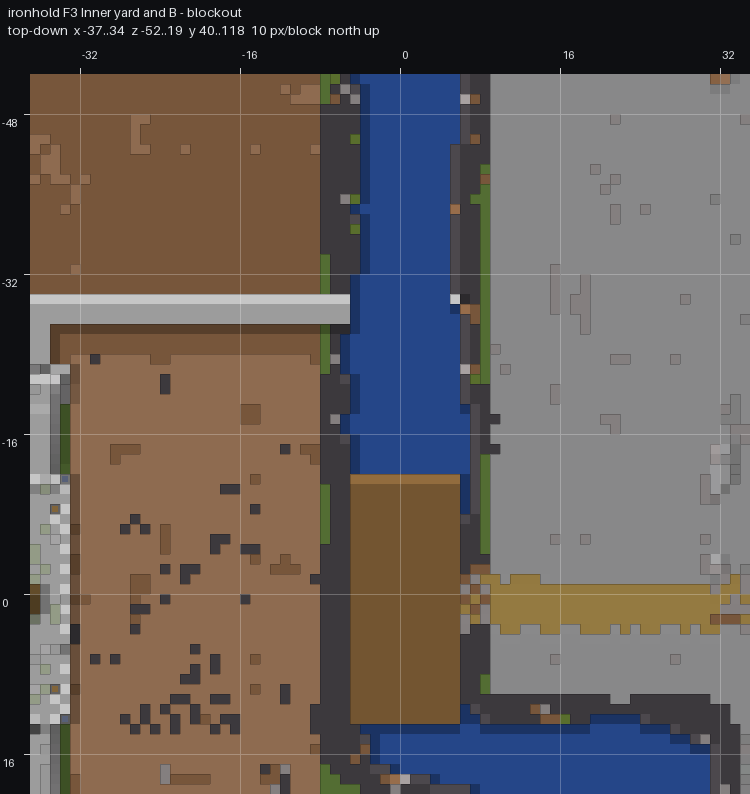 ironhold F3 Inner yard and B - blockout
top-down x -37..34 z -52..19 y 40..118 10 px/block north up
-32 -16 0 16 32
-48
-32
-16
0
16